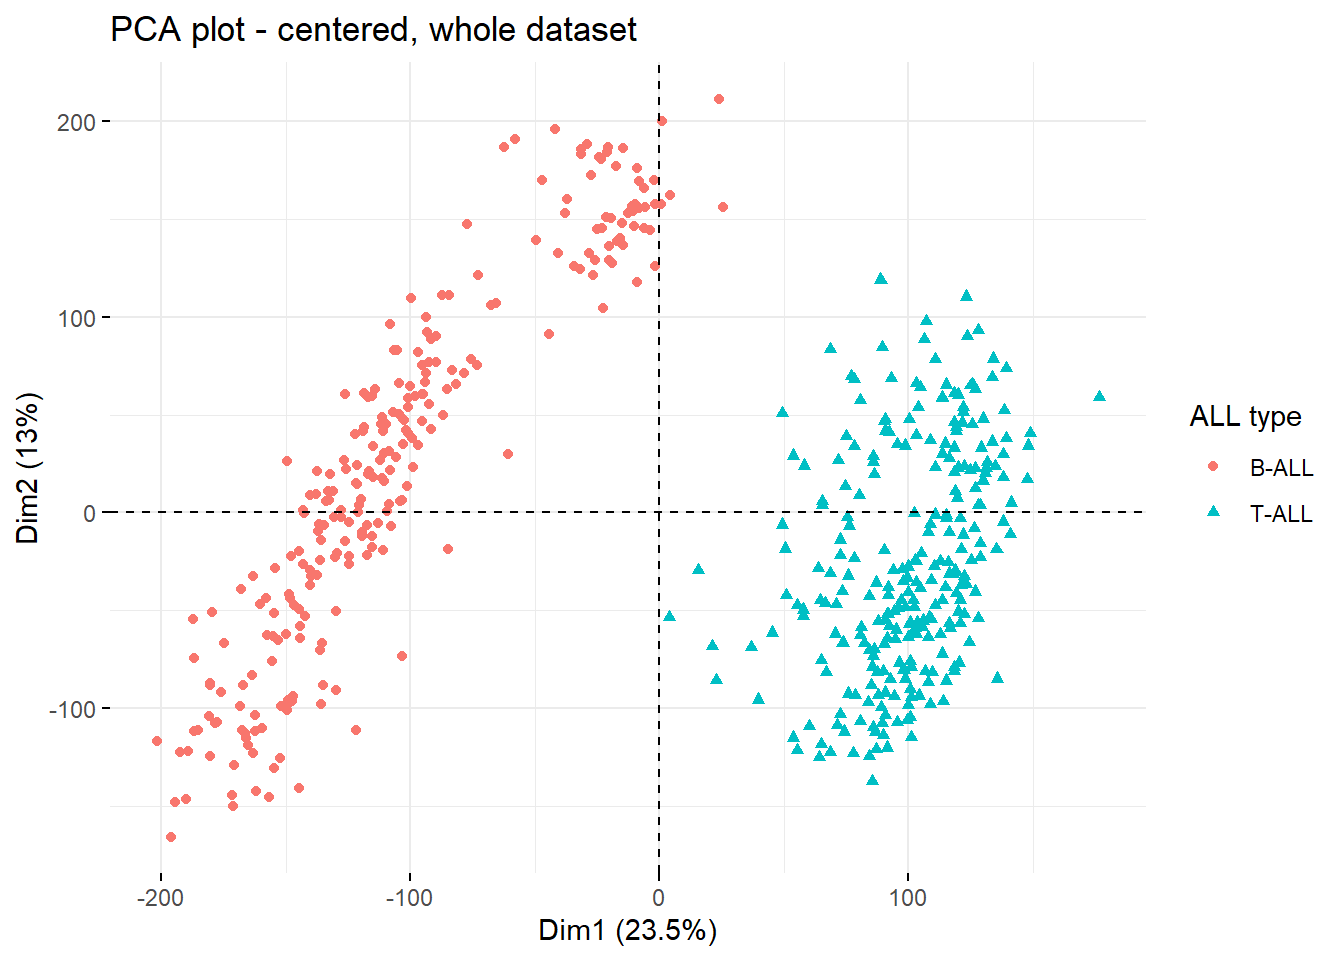 PCA plot - centered, whole dataset
200
100
0
-100
Dim2 (13%)
-200
-100
0
100
Dim1 (23.5%)
ALL type
B-ALL
T-ALL